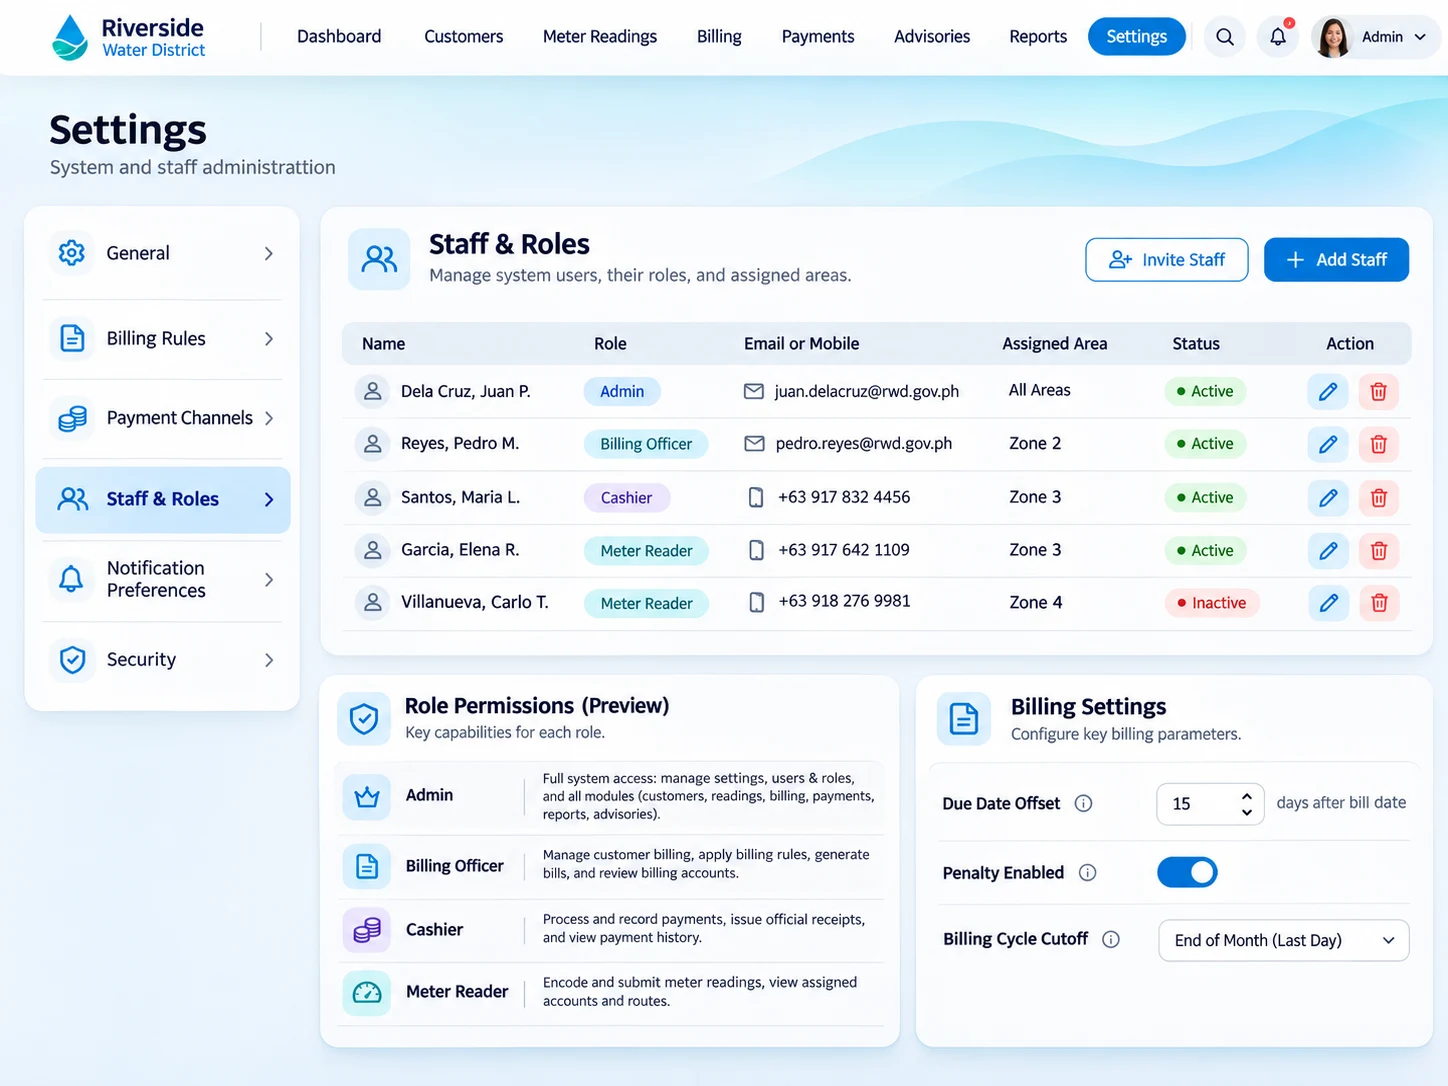 Riverside
Water District
Dashboard
Customers
Meter Readings
Billing
Payments
Advisories
Reports
Settings
Admin
Settings
System and staff administrattion
General
Billing Rules
Payment Channels
Staff & Roles
Notification
Preferences
Security
Staff & Roles
Manage system users, their roles, and assigned areas.
Invite Staff
Add Staff
Name Role Email or Mobile Assigned Area Status Action
Dela Cruz, Juan P. Admin juan.delacruz@rwd.gov.ph All Areas Active
Reyes, Pedro M. Billing Officer pedro.reyes@rwd.gov.ph Zone 2 Active
Santos, Maria L. Cashier +63 917 832 4456 Zone 3 Active
Garcia, Elena R. Meter Reader +63 917 642 1109 Zone 3 Active
Villanueva, Carlo T. Meter Reader +63 918 276 9981 Zone 4 Inactive
Role Permissions (Preview)
Key capabilities for each role.
Admin
Full system access: manage settings, users & roles,
and all modules (customers, readings, billing, payments,
reports, advisories).
Billing Officer
Manage customer billing, apply billing rules, generate
bills, and review billing accounts.
Cashier
Process and record payments, issue official receipts,
and view payment history.
Meter Reader
Encode and submit meter readings, view assigned
accounts and routes.
Billing Settings
Configure key billing parameters.
Due Date Offset 15 days after bill date
Penalty Enabled
Billing Cycle Cutoff End of Month (Last Day)